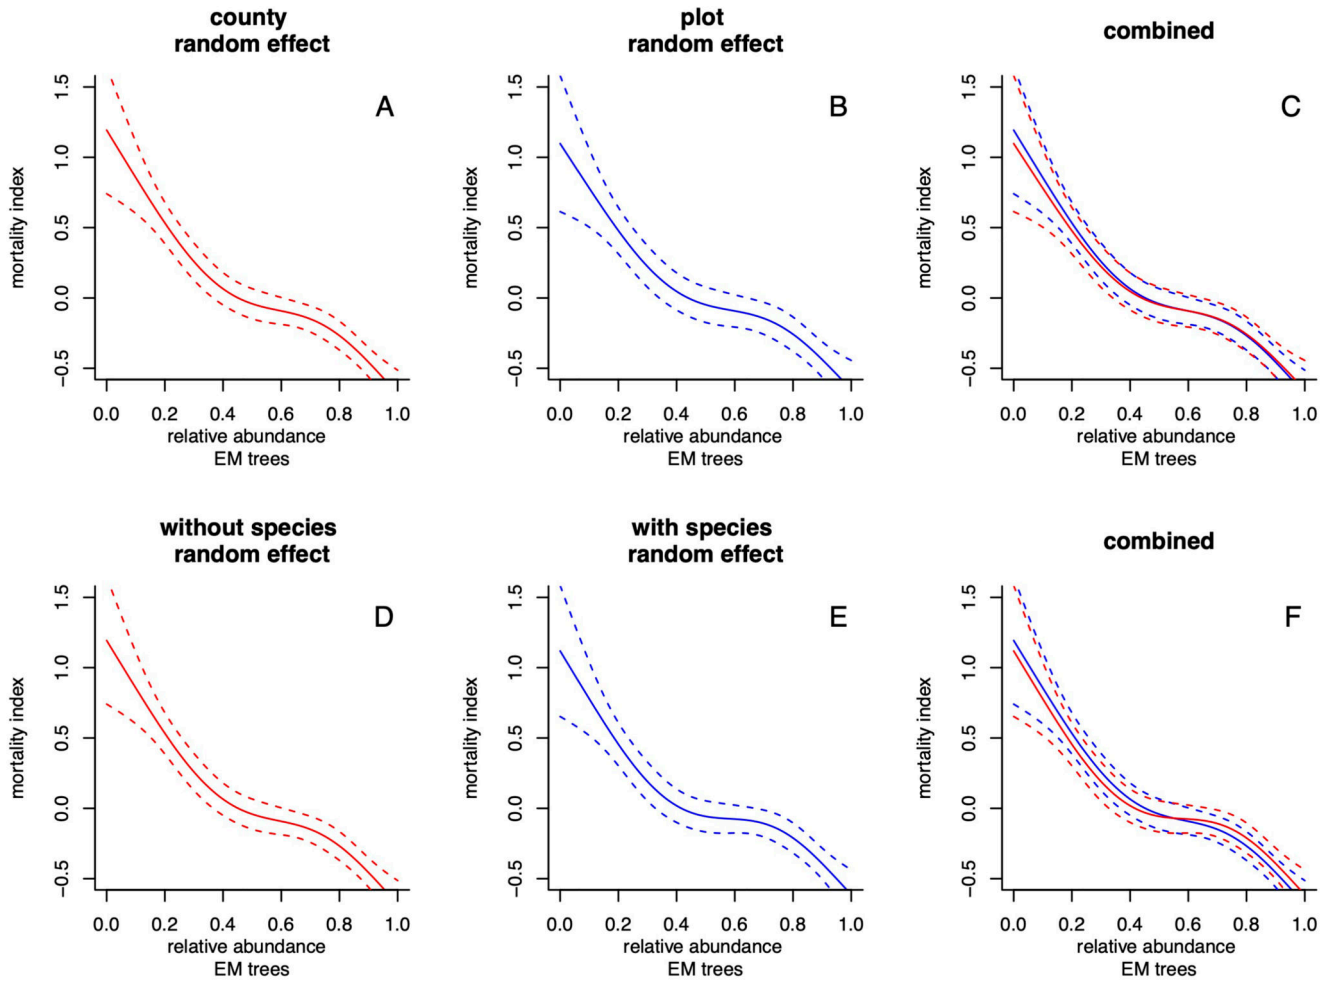 county
random effect
A
mortality index
1.5
1.0
0.5
0.0
−0.5
0.0 0.2 0.4 0.6 0.8 1.0
relative abundance
EM trees
plot
random effect
B
mortality index
1.5
1.0
0.5
0.0
−0.5
0.0 0.2 0.4 0.6 0.8 1.0
relative abundance
EM trees
combined
C
mortality index
1.5
1.0
0.5
0.0
−0.5
0.0 0.2 0.4 0.6 0.8 1.0
relative abundance
EM trees
without species
random effect
D
mortality index
1.5
1.0
0.5
0.0
−0.5
0.0 0.2 0.4 0.6 0.8 1.0
relative abundance
EM trees
with species
random effect
E
mortality index
1.5
1.0
0.5
0.0
−0.5
0.0 0.2 0.4 0.6 0.8 1.0
relative abundance
EM trees
combined
F
mortality index
1.5
1.0
0.5
0.0
−0.5
0.0 0.2 0.4 0.6 0.8 1.0
relative abundance
EM trees